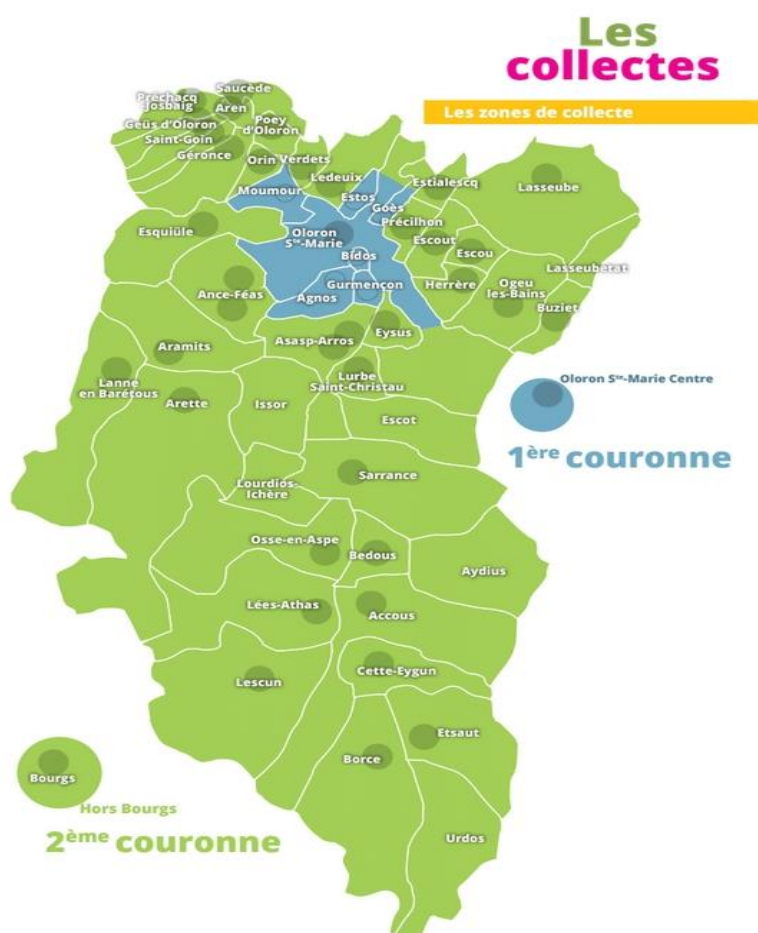 Les
collectes
Les zones de collecte
Saucède
Préchacq
Josbaig
Aren
Geüs d'Oloron
Poey
d'Oloron
Saint-Goin
Géronce
Orin
Verdets
Ledeuix
Moumour
Estos
Goès
Estialescq
Lasseube
Précilhon
Esquiüle
Oloron
Ste-Marie
Escout
Escou
Bidos
Lasseubetat
Gurmençon
Herrère
Ogeu
les-Bains
Ance-Féas
Agnos
Buziet
Eysus
Asasp-Arros
Aramits
Lurbe
Saint-Christau
Lanne
en Barétous
Arette
Issor
Escot
Oloron Ste-Marie Centre
1ère couronne
Sarrance
Lourdios-
Ichère
Osse-en-Aspe
Bedous
Aydius
Lées-Athas
Accous
Lescun
Cette-Eygun
Etsaut
Borce
Bourgs
Hors Bourgs
2ème couronne
Urdos